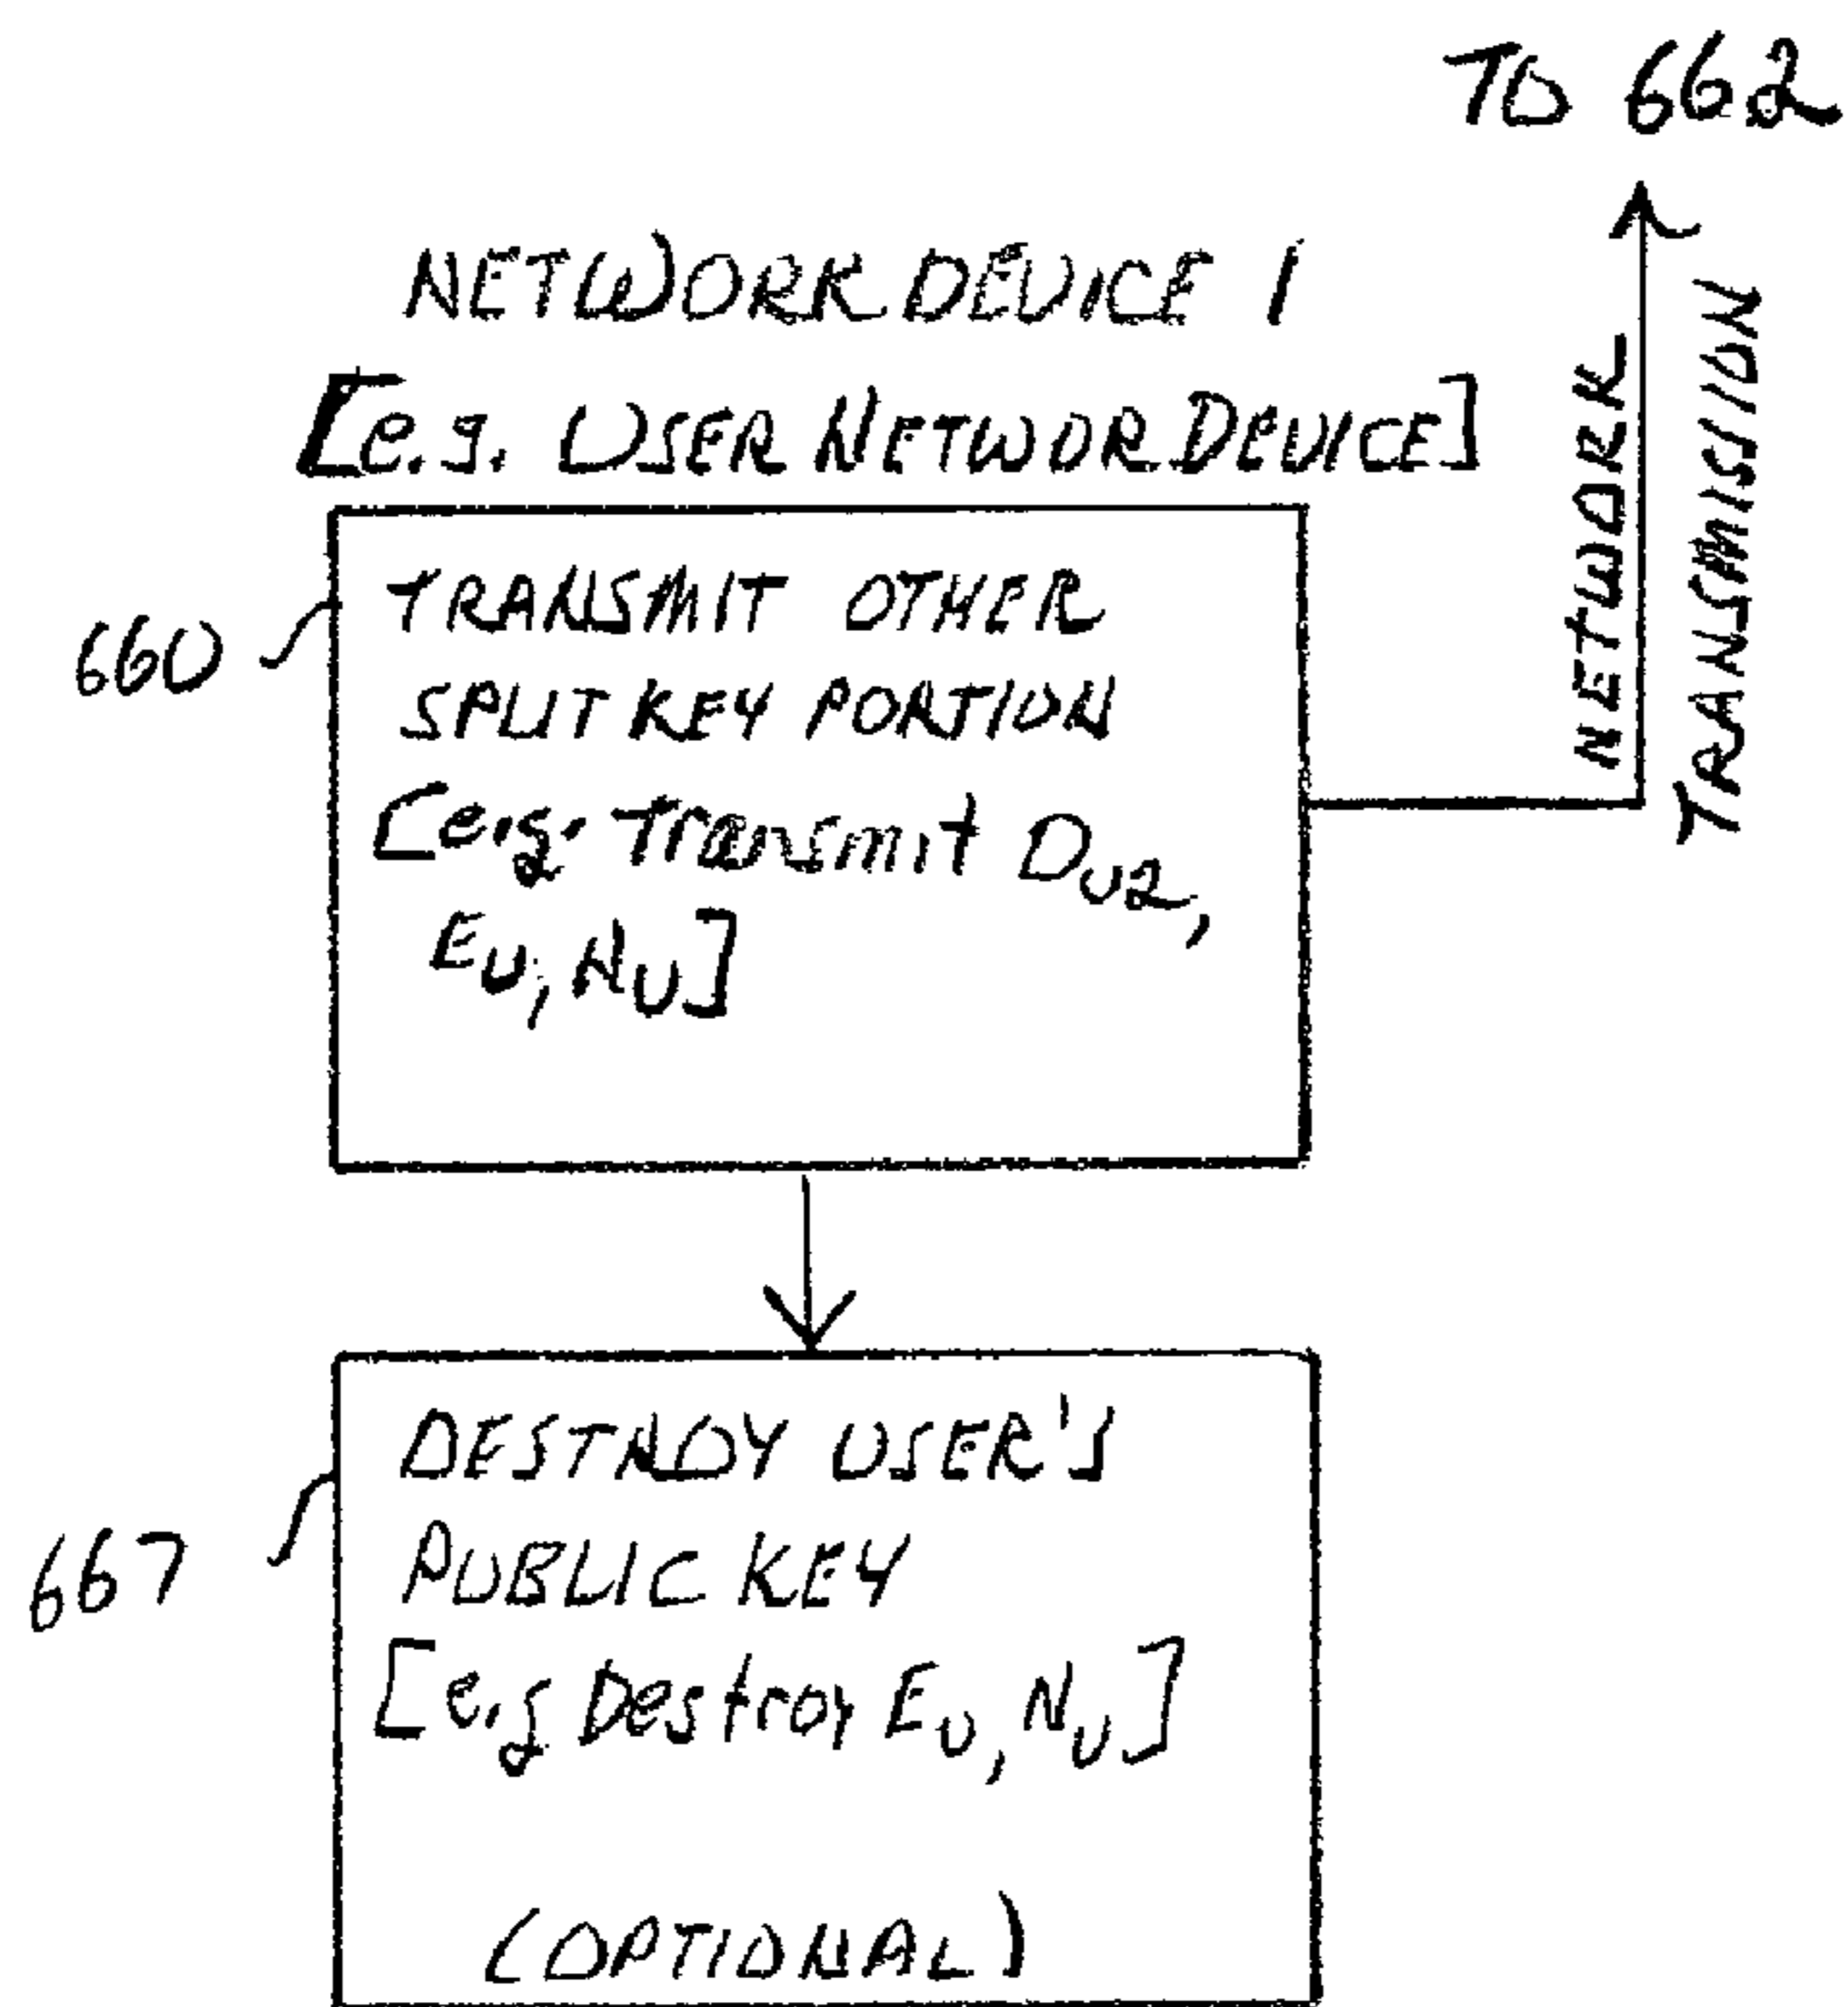 TO 662
NETWORK DEVICE 1
[e.g. USER NETWOR DEVICE]
NETWORK
TRANSMISSION
660
TRANSMIT OTHER
SPLIT KEY PORTION
[e.g. Transmit Du2,
Eu, Nu]
667
DESTROY USER'S
PUBLIC KEY
[e.g Destroy Eu, Nu]
(OPTIONAL)